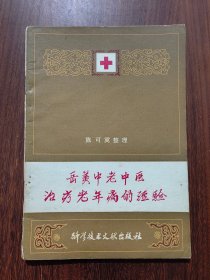 陈可冀整理
岳美中老中医
治疗老年病的经验
科学技术文献出版社